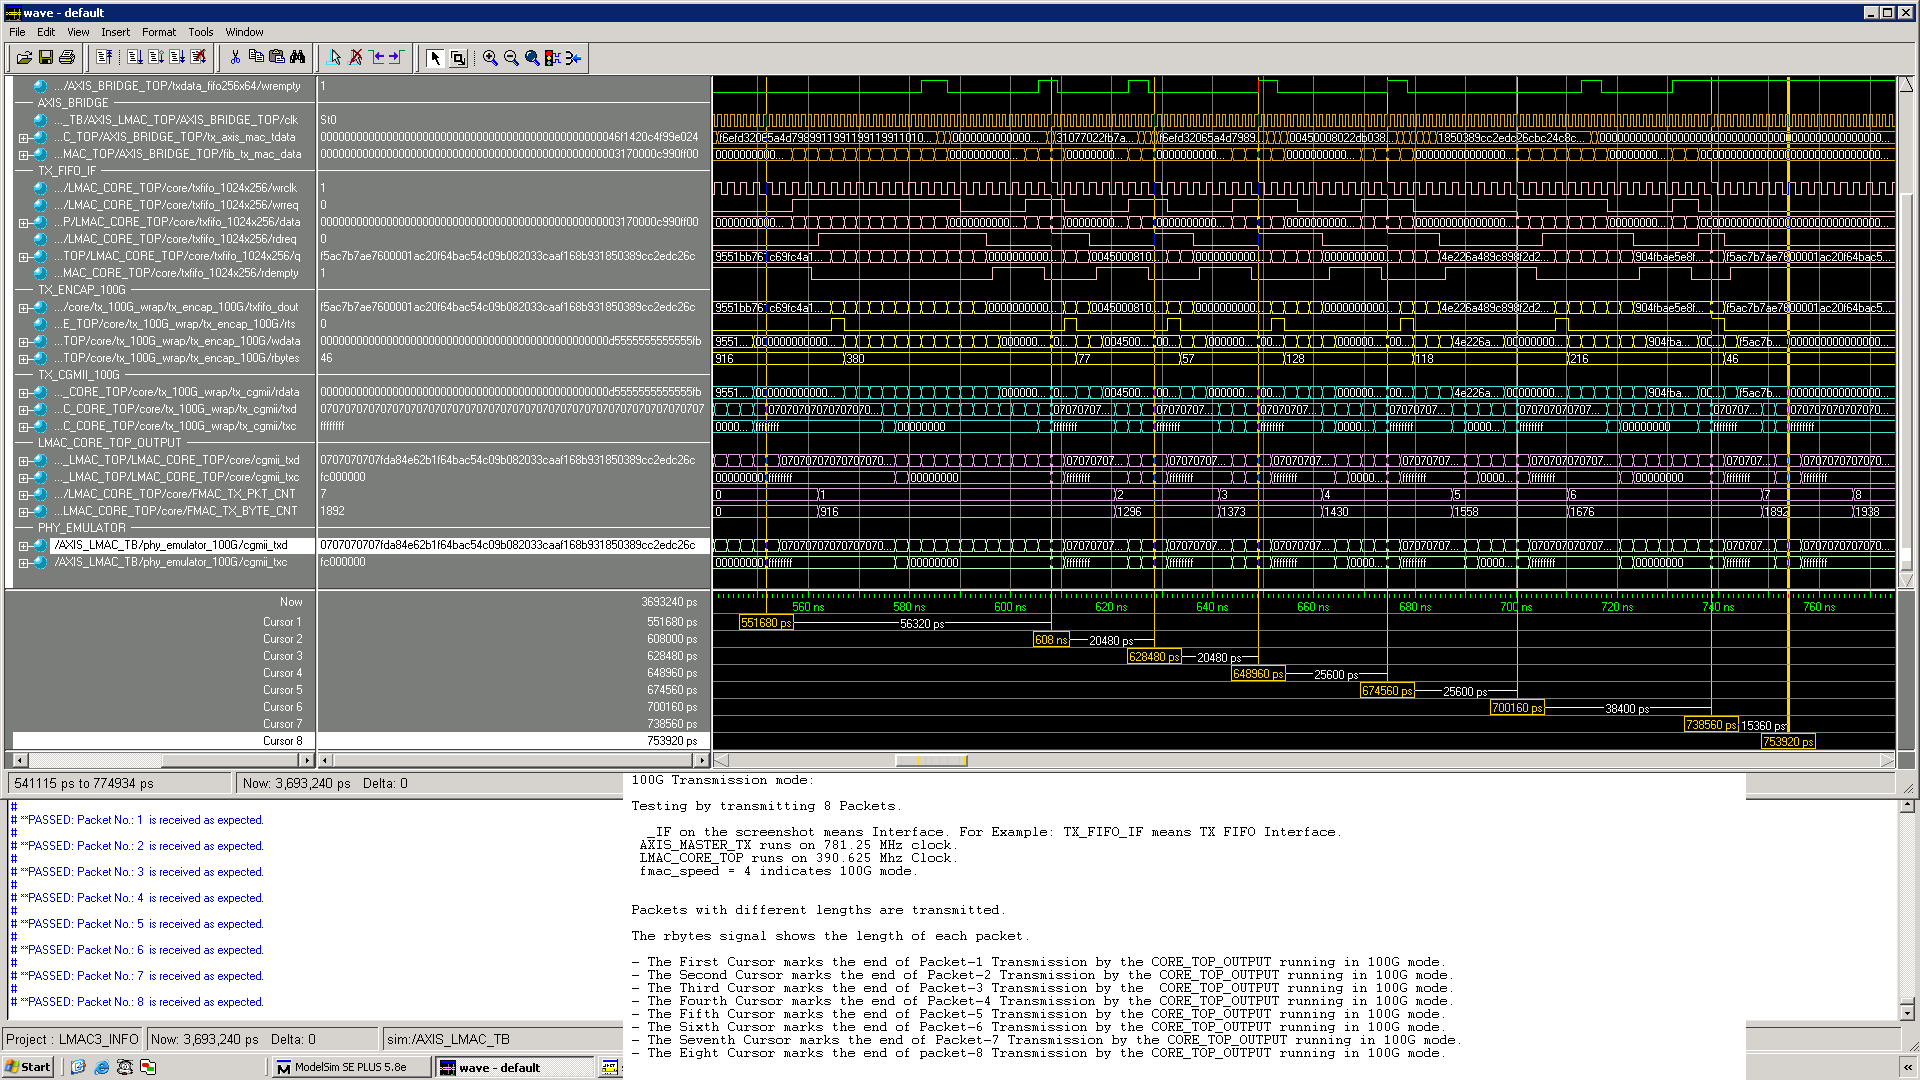 wave - default
File Edit View Insert Format Tools Window
.../AXIS_BRIDGE_TOP/txdata_fifo256x64/wrempty 1
AXIS_BRIDGE
..._TB/AXIS_LMAC_TOP/AXIS_BRIDGE_TOP/clk St0
...C_TOP/AXIS_BRIDGE_TOP/tx_axis_mac_tdata
...MAC_TOP/AXIS_BRIDGE_TOP/fib_tx_mac_data
TX_FIFO_IF
.../LMAC_CORE_TOP/core/txfifo_1024x256/wrclk 1
.../LMAC_CORE_TOP/core/txfifo_1024x256/wrreq 0
...P/LMAC_CORE_TOP/core/txfifo_1024x256/data
.../LMAC_CORE_TOP/core/txfifo_1024x256/rdreq 0
...TOP/LMAC_CORE_TOP/core/txfifo_1024x256/q f5ac7b7ae7600001ac20f64bac54c09b082033caaf168b931850389cc2edc26c
...MAC_CORE_TOP/core/txfifo_1024x256/rdempty 1
TX_ENCAP_100G
.../core/tx_100G_wrap/tx_encap_100G/txfifo_dout f5ac7b7ae7600001ac20f64bac54c09b082033caaf168b931850389cc2edc26c
...E_TOP/core/tx_100G_wrap/tx_encap_100G/rts 0
...TOP/core/tx_100G_wrap/tx_encap_100G/wdata
...TOP/core/tx_100G_wrap/tx_encap_100G/rbytes 46 916 380 77 57 128 118 216 46
TX_CGMII_100G
..._CORE_TOP/core/tx_100G_wrap/tx_cgmii/rdata
...C_CORE_TOP/core/tx_100G_wrap/tx_cgmii/txd
...C_CORE_TOP/core/tx_100G_wrap/tx_cgmii/txc ffffffff
LMAC_CORE_TOP_OUTPUT
..._LMAC_TOP/LMAC_CORE_TOP/core/cgmii_txd 0707070707fda84e62b1f64bac54c09b082033caaf168b931850389cc2edc26c
..._LMAC_TOP/LMAC_CORE_TOP/core/cgmii_txc fc000000
.../LMAC_CORE_TOP/core/FMAC_TX_PKT_CNT 7 0 1 2 3 4 5 6 7 8
...LMAC_CORE_TOP/core/FMAC_TX_BYTE_CNT 1892 0 916 1296 1373 1430 1558 1676 1892 1938
PHY_EMULATOR
/AXIS_LMAC_TB/phy_emulator_100G/cgmii_txd 0707070707fda84e62b1f64bac54c09b082033caaf168b931850389cc2edc26c
/AXIS_LMAC_TB/phy_emulator_100G/cgmii_txc fc000000
Now 3693240 ps 560 ns 580 ns 600 ns 620 ns 640 ns 660 ns 680 ns 700 ns 720 ns 740 ns 760 ns
Cursor 1 551680 ps 551680 ps 56320 ps
Cursor 2 608000 ps 608 ns 20480 ps
Cursor 3 628480 ps 628480 ps 20480 ps
Cursor 4 648960 ps 648960 ps 25600 ps
Cursor 5 674560 ps 674560 ps 25600 ps
Cursor 6 700160 ps 700160 ps 38400 ps
Cursor 7 738560 ps 738560 ps 15360 ps
Cursor 8 753920 ps 753920 ps
541115 ps to 774934 ps Now: 3,693,240 ps Delta: 0
#
# **PASSED: Packet No.: 1 is received as expected.
#
# **PASSED: Packet No.: 2 is received as expected.
#
# **PASSED: Packet No.: 3 is received as expected.
#
# **PASSED: Packet No.: 4 is received as expected.
#
# **PASSED: Packet No.: 5 is received as expected.
#
# **PASSED: Packet No.: 6 is received as expected.
#
# **PASSED: Packet No.: 7 is received as expected.
#
# **PASSED: Packet No.: 8 is received as expected.
100G Transmission mode:
Testing by transmitting 8 Packets.
_IF on the screenshot means Interface. For Example: TX_FIFO_IF means TX FIFO Interface.
AXIS_MASTER_TX runs on 781.25 MHz clock.
LMAC_CORE_TOP runs on 390.625 Mhz Clock.
fmac_speed = 4 indicates 100G mode.
Packets with different lengths are transmitted.
The rbytes signal shows the length of each packet.
- The First Cursor marks the end of Packet-1 Transmission by the CORE_TOP_OUTPUT running in 100G mode.
- The Second Cursor marks the end of Packet-2 Transmission by the CORE_TOP_OUTPUT running in 100G mode.
- The Third Cursor marks the end of Packet-3 Transmission by the  CORE_TOP_OUTPUT running in 100G mode.
- The Fourth Cursor marks the end of Packet-4 Transmission by the CORE_TOP_OUTPUT running in 100G mode.
- The Fifth Cursor marks the end of Packet-5 Transmission by the CORE_TOP_OUTPUT running in 100G mode.
- The Sixth Cursor marks the end of Packet-6 Transmission by the CORE_TOP_OUTPUT running in 100G mode.
- The Seventh Cursor marks the end of Packet-7 Transmission by the CORE_TOP_OUTPUT running in 100G mode.
- The Eight Cursor marks the end of packet-8 Transmission by the CORE_TOP_OUTPUT running in 100G mode.
Project : LMAC3_INFO Now: 3,693,240 ps Delta: 0 sim:/AXIS_LMAC_TB
Start ModelSim SE PLUS 5.8e wave - default